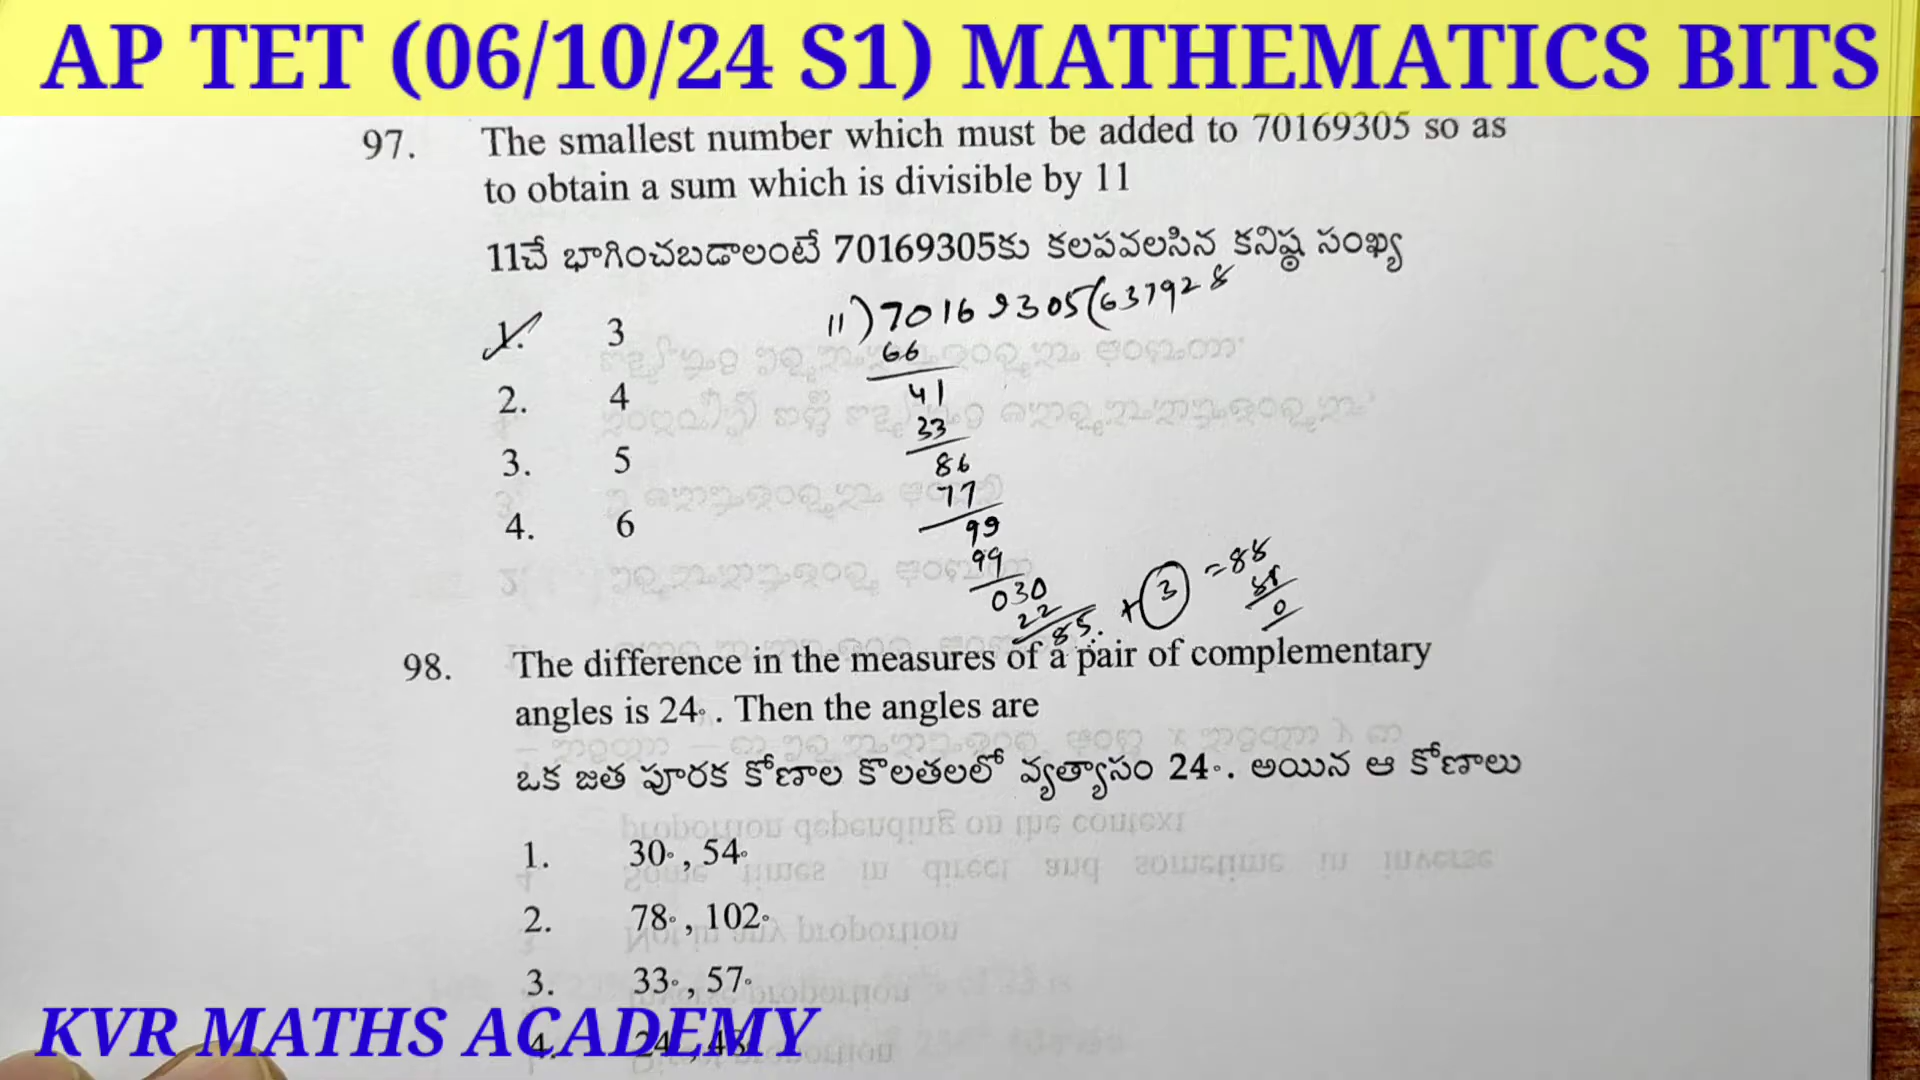 AP TET (06/10/24 S1) MATHEMATICS BITS
97. The smallest number which must be added to 70169305 so as
to obtain a sum which is divisible by 11
11చే భాగించబడాలంటే 70169305కు కలపవలసిన కనిష్ఠ సంఖ్య
1. 3
2. 4
3. 5
4. 6
11)70169305(637928
66
41
33
86
77
99
99
030
22
85 + 3 = 88
88
0
98. The difference in the measures of a pair of complementary
angles is 24°. Then the angles are
ఒక జత పూరక కోణాల కొలతలలో వ్యత్యాసం 24°. అయిన ఆ కోణాలు
1. 30°, 54°
2. 78°, 102°
3. 33°, 57°
4.
KVR MATHS ACADEMY